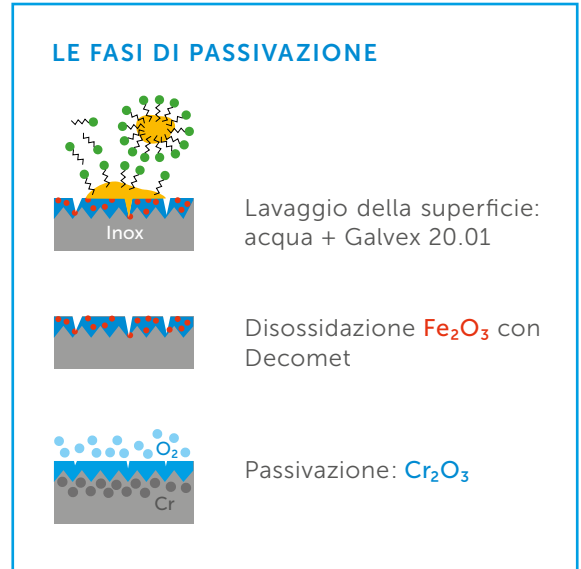 LE FASI DI PASSIVAZIONE
Inox
Lavaggio della superficie:
acqua + Galvex 20.01
Disossidazione Fe₂O₃ con
Decomet
O₂
Cr
Passivazione: Cr₂O₃